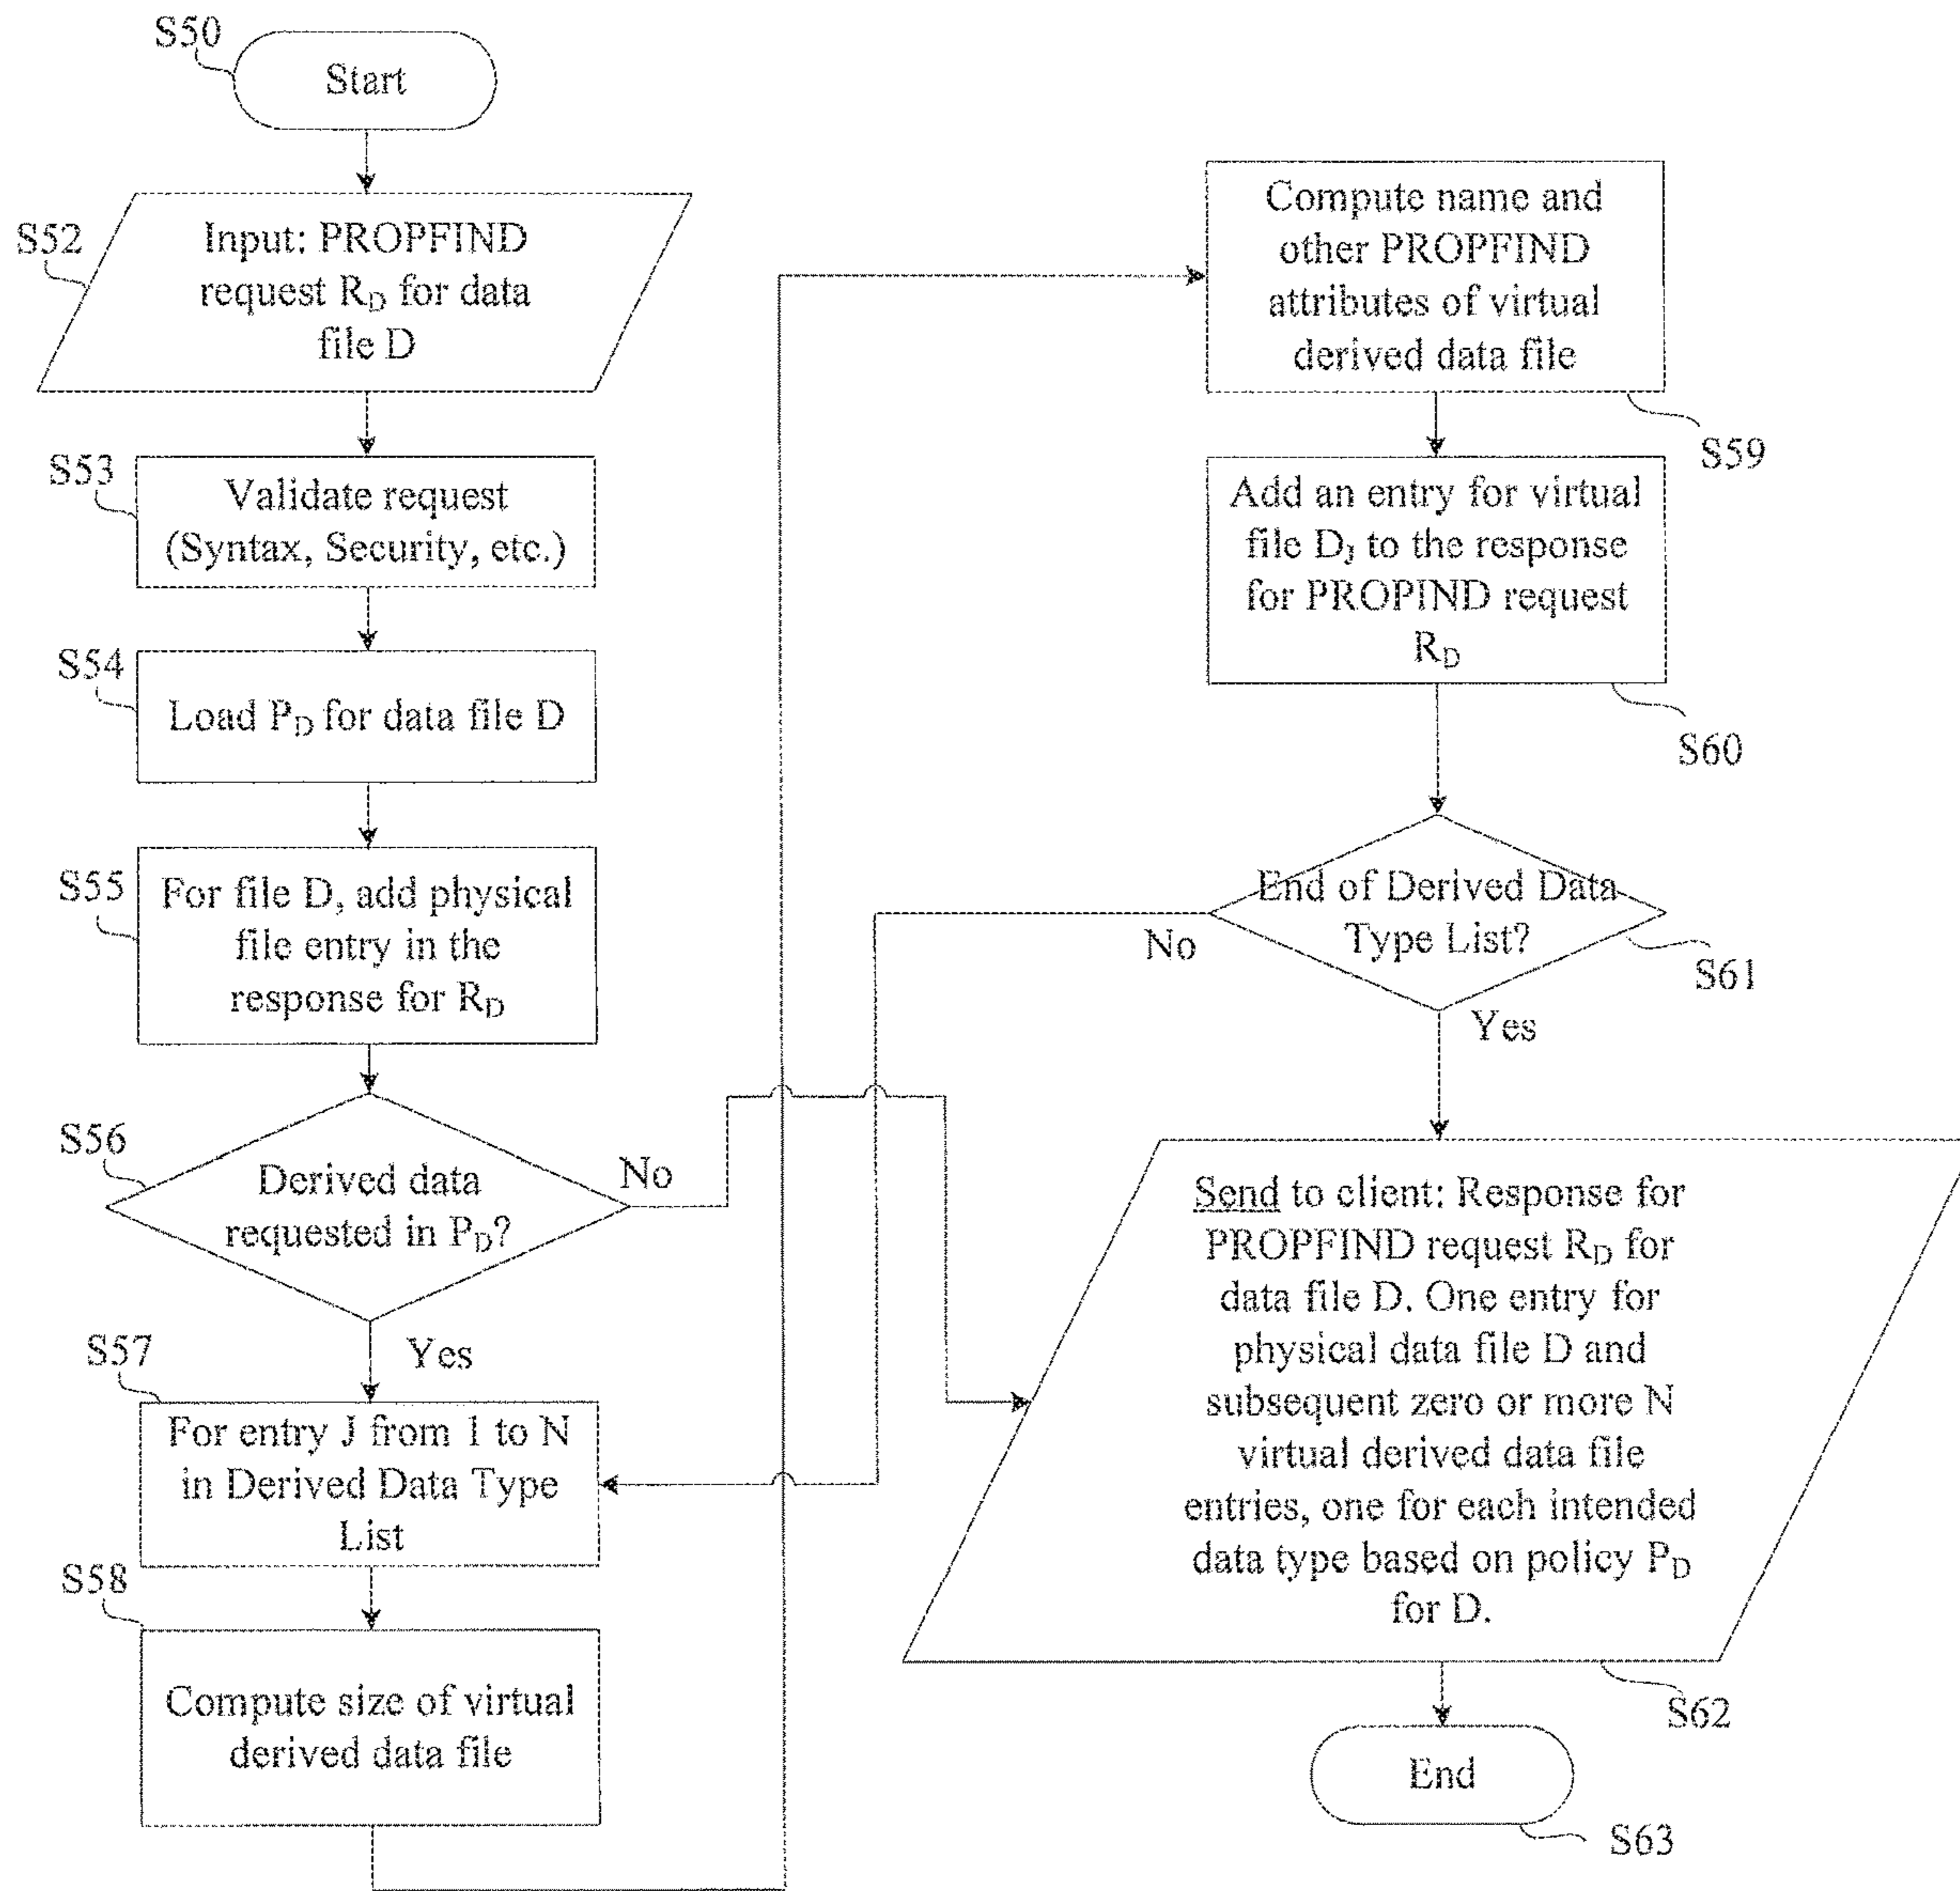 S50
Start
S52
Input: PROPFIND
request RD for data
file D
S53
Validate request
(Syntax, Security, etc.)
S54
Load PD for data file D
S55
For file D, add physical
file entry in the
response for RD
S56
Derived data
requested in PD?
No
Yes
S57
For entry J from 1 to N
in Derived Data Type
List
S58
Compute size of virtual
derived data file
Compute name and
other PROPFIND
attributes of virtual
derived data file
S59
Add an entry for virtual
file DJ to the response
for PROPIND request
RD
S60
End of Derived Data
Type List?
No
S61
Yes
Send to client: Response for
PROPFIND request RD for
data file D. One entry for
physical data file D and
subsequent zero or more N
virtual derived data file
entries, one for each intended
data type based on policy PD
for D.
S62
End
S63